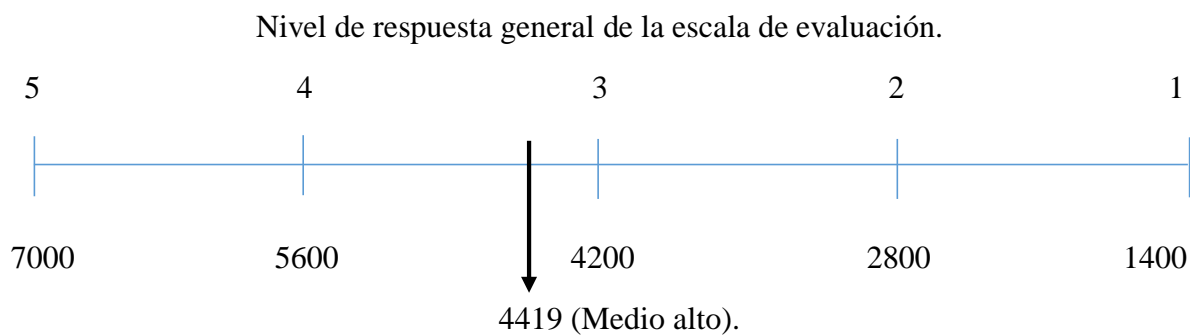 Nivel de respuesta general de la escala de evaluación.
5 4 3 2 1
7000 5600 4200 2800 1400
4419 (Medio alto).